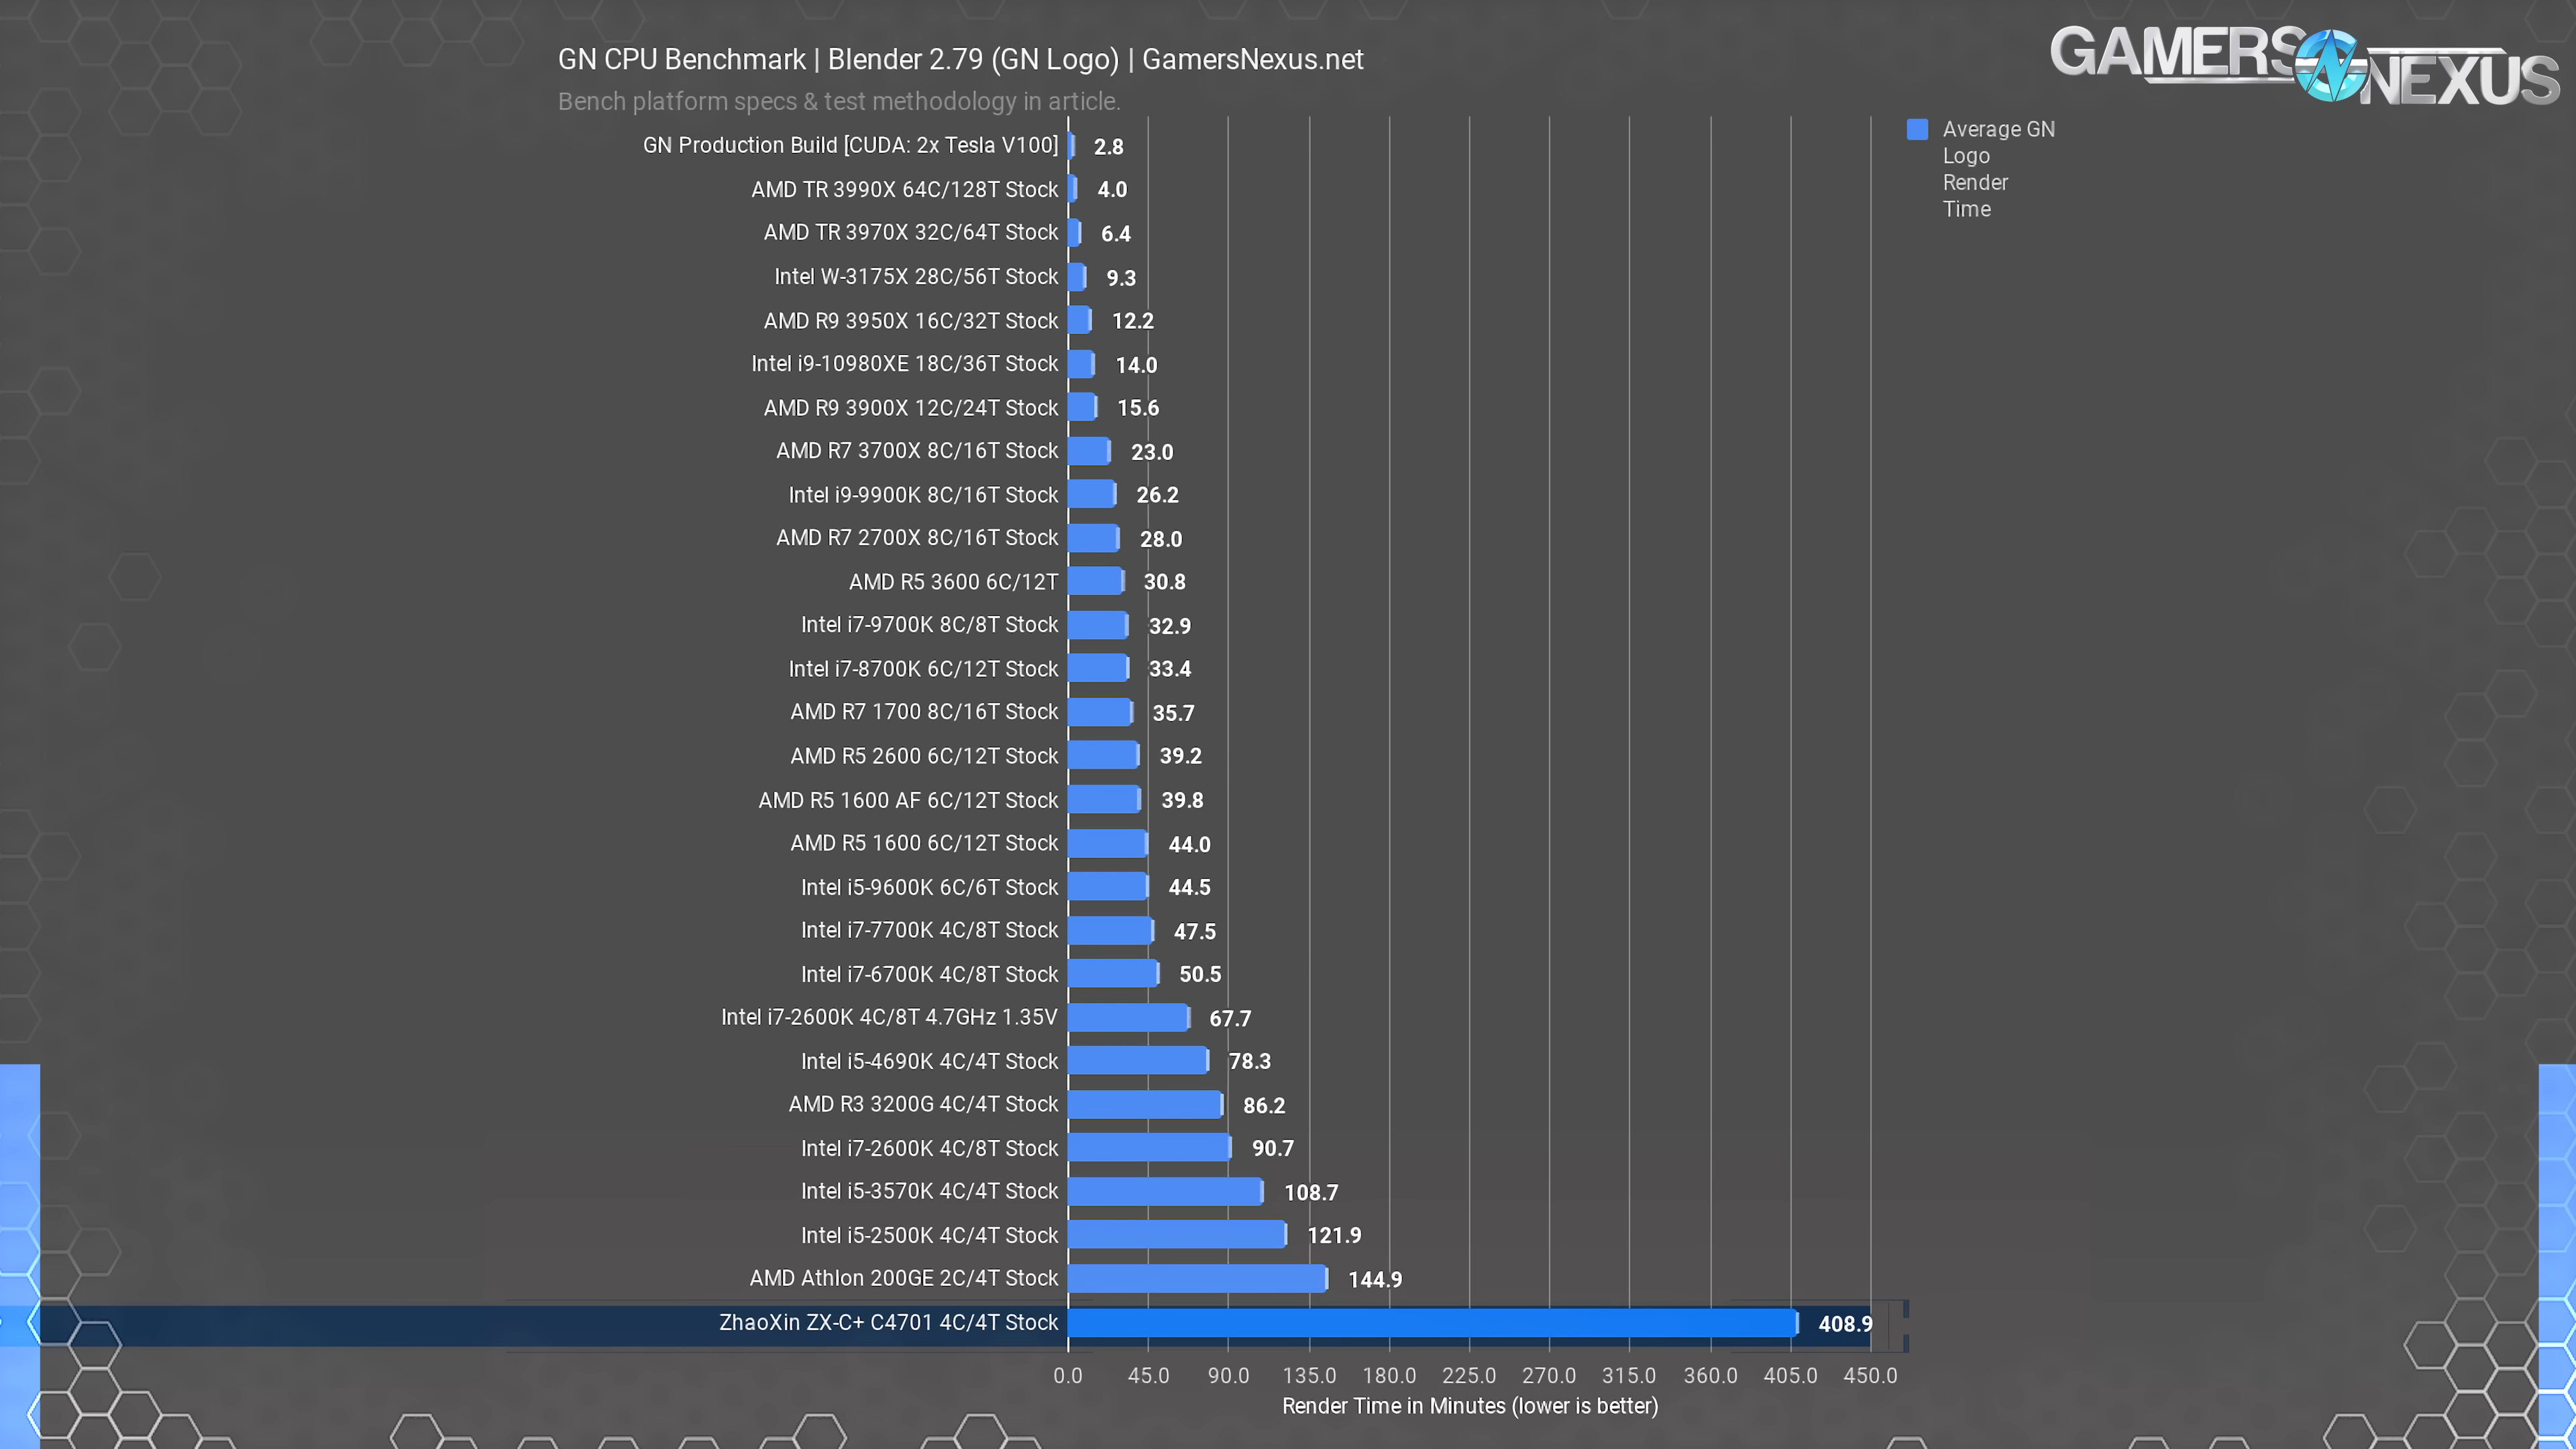 GAMERS NEXUS
GN CPU Benchmark | Blender 2.79 (GN Logo) | GamersNexus.net
Bench platform specs & test methodology in article.
Average GN
Logo
Render
Time
GN Production Build [CUDA: 2x Tesla V100] 2.8
AMD TR 3990X 64C/128T Stock 4.0
AMD TR 3970X 32C/64T Stock 6.4
Intel W-3175X 28C/56T Stock 9.3
AMD R9 3950X 16C/32T Stock 12.2
Intel i9-10980XE 18C/36T Stock 14.0
AMD R9 3900X 12C/24T Stock 15.6
AMD R7 3700X 8C/16T Stock 23.0
Intel i9-9900K 8C/16T Stock 26.2
AMD R7 2700X 8C/16T Stock 28.0
AMD R5 3600 6C/12T 30.8
Intel i7-9700K 8C/8T Stock 32.9
Intel i7-8700K 6C/12T Stock 33.4
AMD R7 1700 8C/16T Stock 35.7
AMD R5 2600 6C/12T Stock 39.2
AMD R5 1600 AF 6C/12T Stock 39.8
AMD R5 1600 6C/12T Stock 44.0
Intel i5-9600K 6C/6T Stock 44.5
Intel i7-7700K 4C/8T Stock 47.5
Intel i7-6700K 4C/8T Stock 50.5
Intel i7-2600K 4C/8T 4.7GHz 1.35V 67.7
Intel i5-4690K 4C/4T Stock 78.3
AMD R3 3200G 4C/4T Stock 86.2
Intel i7-2600K 4C/8T Stock 90.7
Intel i5-3570K 4C/4T Stock 108.7
Intel i5-2500K 4C/4T Stock 121.9
AMD Athlon 200GE 2C/4T Stock 144.9
ZhaoXin ZX-C+ C4701 4C/4T Stock 408.9
0.0 45.0 90.0 135.0 180.0 225.0 270.0 315.0 360.0 405.0 450.0
Render Time in Minutes (lower is better)